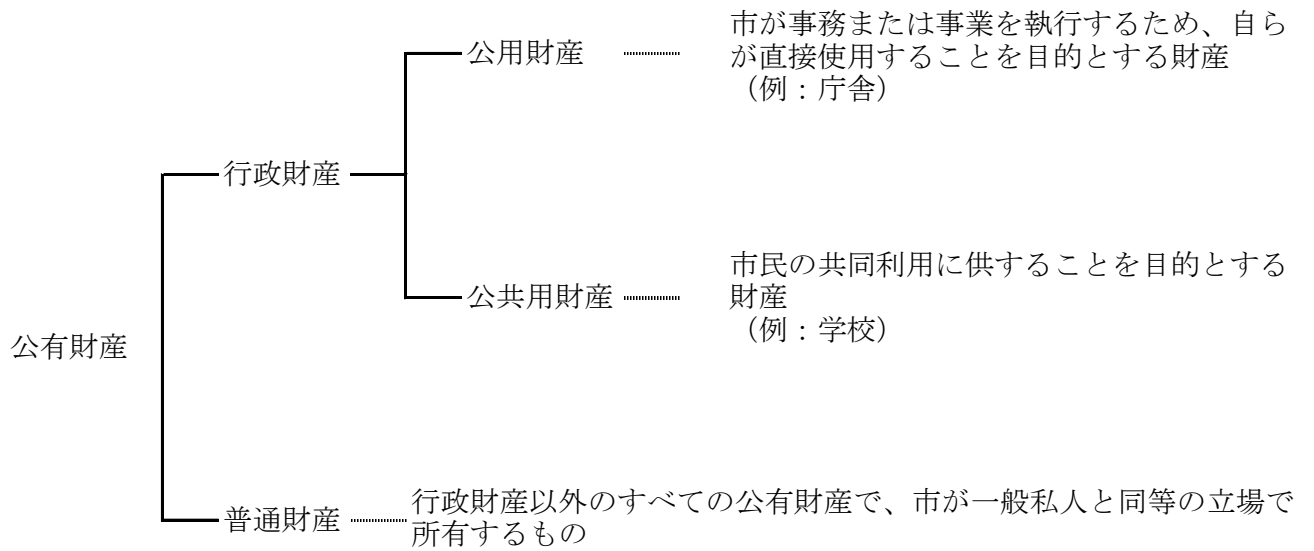 公有財産
行政財産
公用財産
市が事務または事業を執行するため、自ら
が直接使用することを目的とする財産
（例：庁舎）
公共用財産
市民の共同利用に供することを目的とする
財産
（例：学校）
普通財産
行政財産以外のすべての公有財産で、市が一般私人と同等の立場で
所有するもの